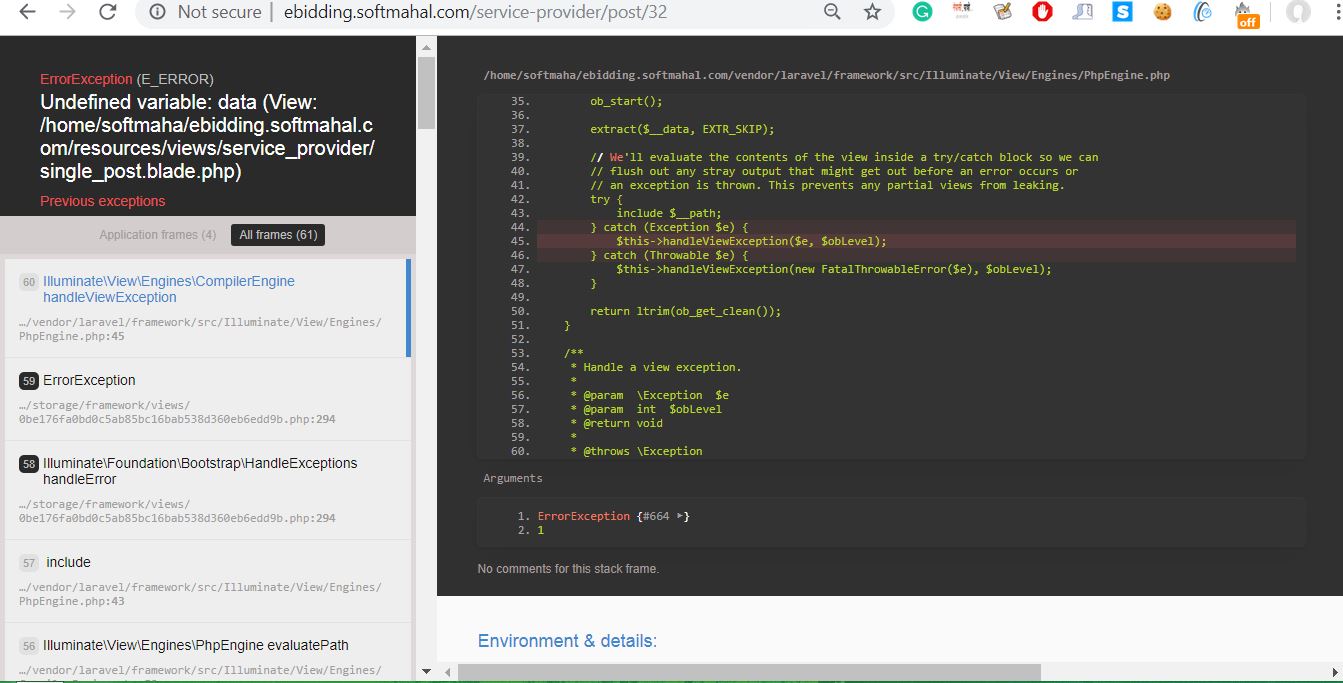 Not secure | ebidding.softmahal.com/service-provider/post/32
off
ErrorException (E_ERROR)
Undefined variable: data (View:
/home/softmaha/ebidding.softmahal.c
om/resources/views/service_provider/
single_post.blade.php)
Previous exceptions
Application frames (4) All frames (61)
60 Illuminate\View\Engines\CompilerEngine
handleViewException
…/vendor/laravel/framework/src/Illuminate/View/Engines/
PhpEngine.php:45
59 ErrorException
…/storage/framework/views/
0be176fa0bd0c5ab85bc16bab538d360eb6edd9b.php:294
58 Illuminate\Foundation\Bootstrap\HandleExceptions
handleError
…/storage/framework/views/
0be176fa0bd0c5ab85bc16bab538d360eb6edd9b.php:294
57 include
…/vendor/laravel/framework/src/Illuminate/View/Engines/
PhpEngine.php:43
56 Illuminate\View\Engines\PhpEngine evaluatePath
…/vendor/laravel/framework/src/Illuminate/View/Engines/
/home/softmaha/ebidding.softmahal.com/vendor/laravel/framework/src/Illuminate/View/Engines/PhpEngine.php
35. ob_start();
36.
37. extract($__data, EXTR_SKIP);
38.
39. // We'll evaluate the contents of the view inside a try/catch block so we can
40. // flush out any stray output that might get out before an error occurs or
41. // an exception is thrown. This prevents any partial views from leaking.
42. try {
43. include $__path;
44. } catch (Exception $e) {
45. $this->handleViewException($e, $obLevel);
46. } catch (Throwable $e) {
47. $this->handleViewException(new FatalThrowableError($e), $obLevel);
48. }
49.
50. return ltrim(ob_get_clean());
51. }
52.
53. /**
54. * Handle a view exception.
55. *
56. * @param \Exception $e
57. * @param int $obLevel
58. * @return void
59. *
60. * @throws \Exception
Arguments
1. ErrorException {#664 ▶}
2. 1
No comments for this stack frame.
Environment & details: